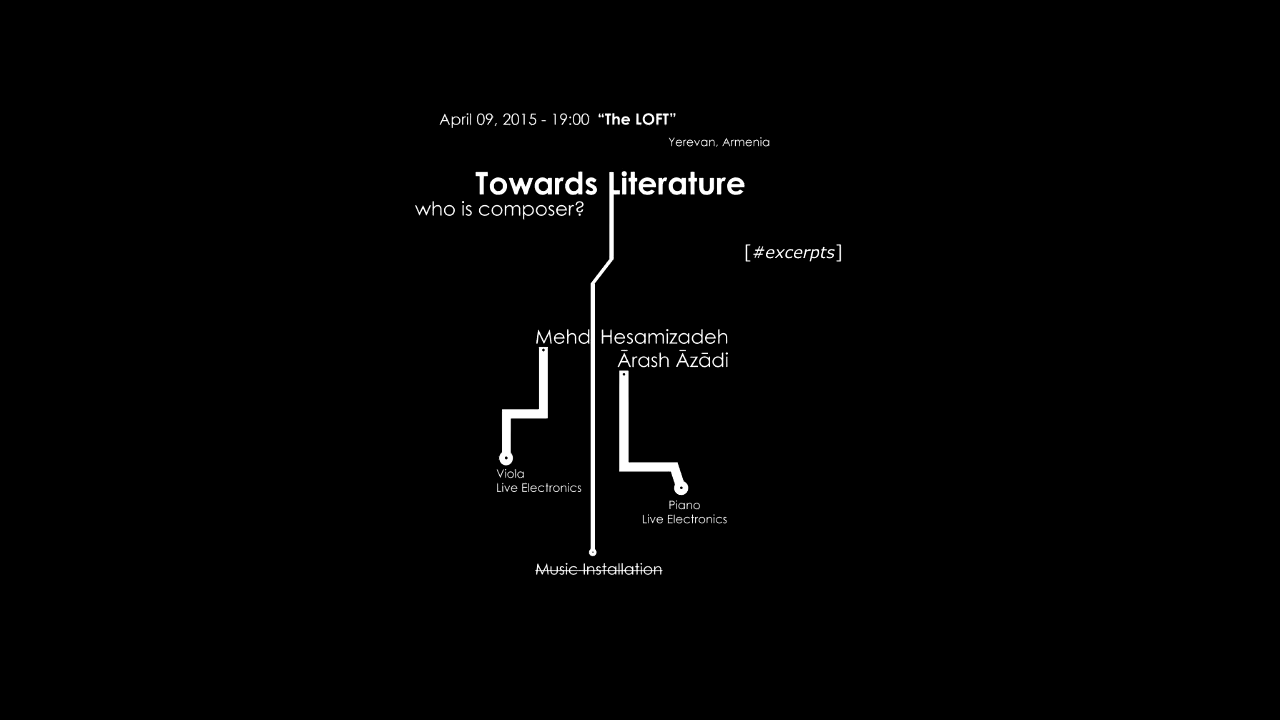 April 09, 2015 - 19:00 “The LOFT”
Yerevan, Armenia
Towards Literature
who is composer?
[#excerpts]
Mehdi Hesamizadeh
Ārash Āzādi
Viola
Live Electronics
Piano
Live Electronics
Music Installation